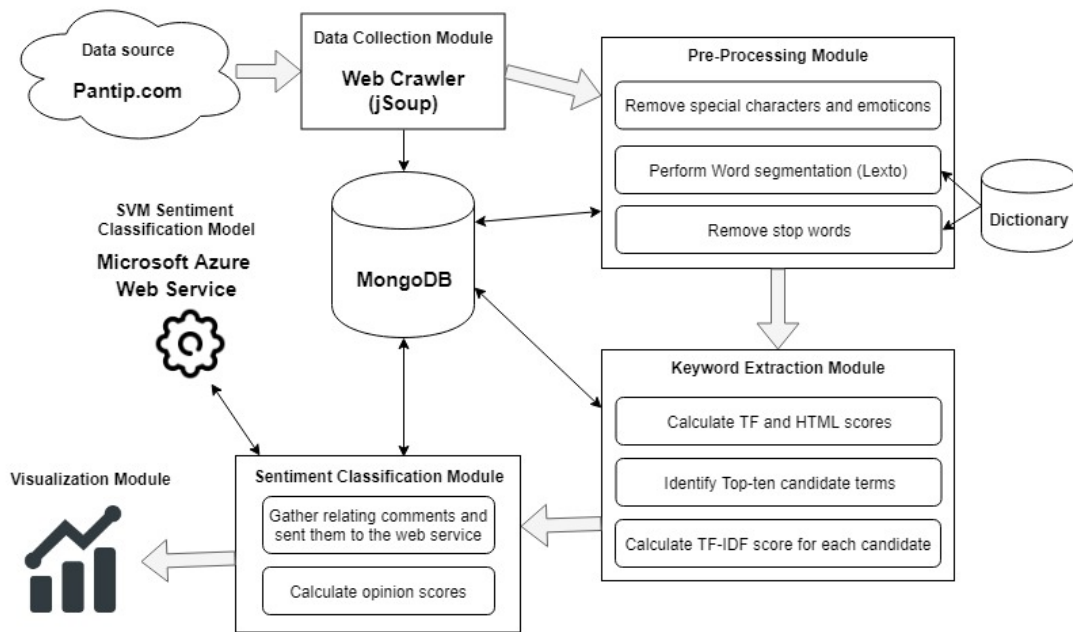 Data source
Pantip.com
Data Collection Module
Web Crawler
(jSoup)
Pre-Processing Module
Remove special characters and emoticons
Perform Word segmentation (Lexto)
Remove stop words
Dictionary
MongoDB
SVM Sentiment
Classification Model
Microsoft Azure
Web Service
Keyword Extraction Module
Calculate TF and HTML scores
Identify Top-ten candidate terms
Calculate TF-IDF score for each candidate
Sentiment Classification Module
Gather relating comments and
sent them to the web service
Calculate opinion scores
Visualization Module